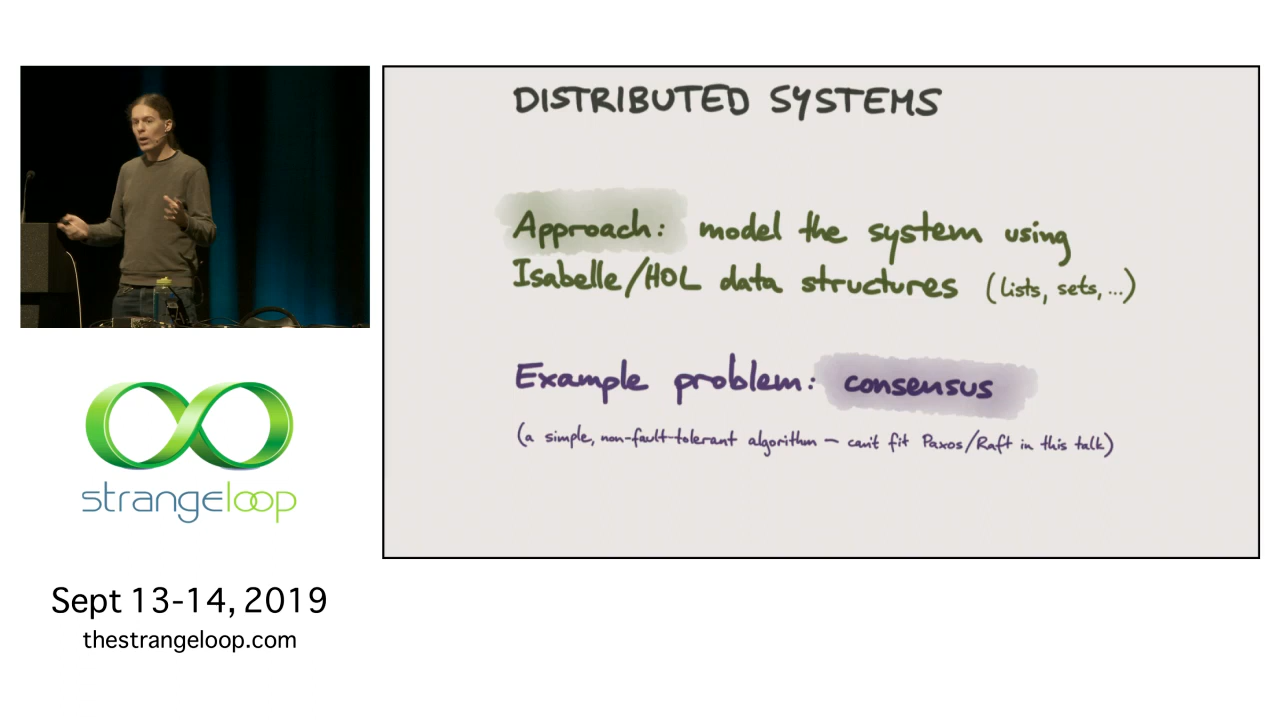 DISTRIBUTED SYSTEMS
Approach: model the system using
Isabelle/HOL data structures (lists, sets, ...)
Example problem: consensus
(a simple, non-fault-tolerant algorithm — can't fit Paxos/Raft in this talk)
strangeloop
Sept 13-14, 2019
thestrangeloop.com